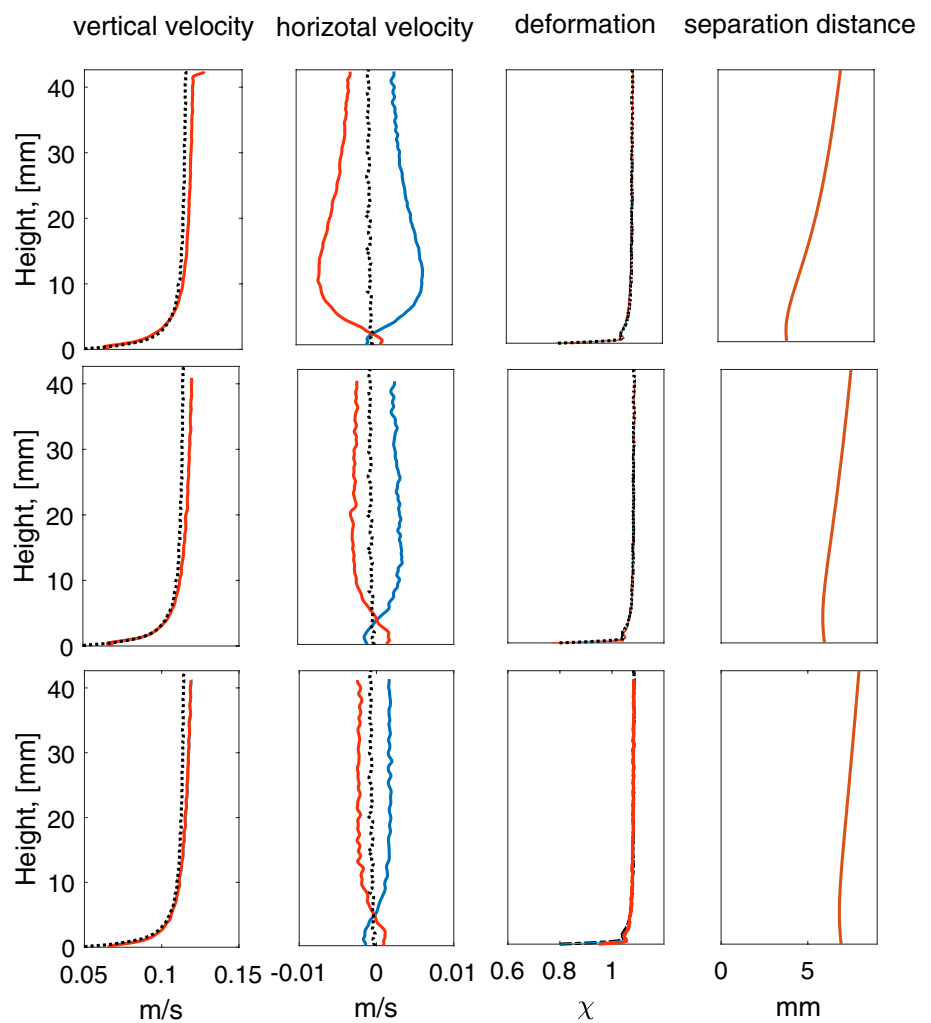 vertical velocity horizotal velocity deformation separation distance
40
30
20
10
0
Height, [mm]
40
30
20
10
0
Height, [mm]
40
30
20
10
0
Height, [mm]
0.05 0.1 0.15 -0.01 0 0.01 0.6 0.8 1 0 5
m/s m/s χ mm